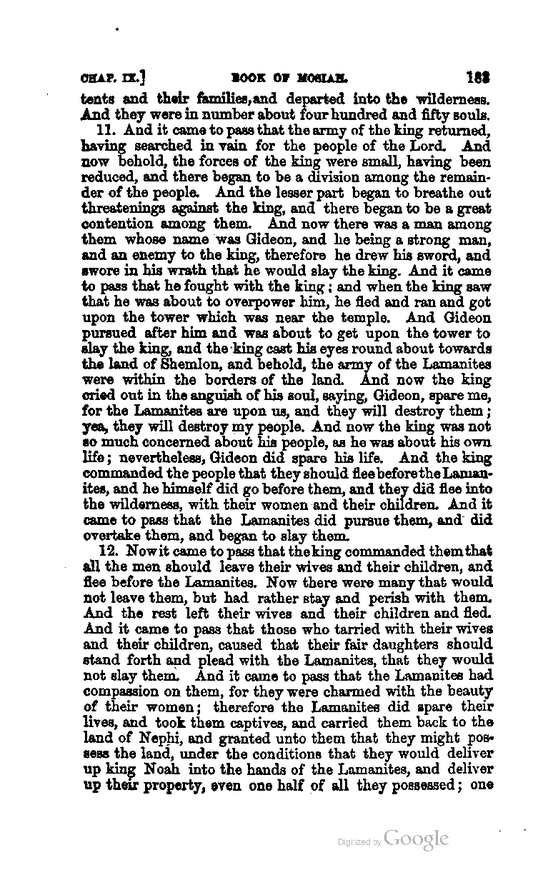 CHAP. IX.] BOOK OF MOSIAH. 183
tents and their families, and departed into the wilderness.
And they were in number about four hundred and fifty souls.
11. And it came to pass that the army of the king returned,
having searched in vain for the people of the Lord. And
now behold, the forces of the king were small, having been
reduced, and there began to be a division among the remain-
der of the people. And the lesser part began to breathe out
threatenings against the king, and there began to be a great
contention among them. And now there was a man among
them whose name was Gideon, and he being a strong man,
and an enemy to the king, therefore he drew his sword, and
swore in his wrath that he would slay the king. And it came
to pass that he fought with the king; and when the king saw
that he was about to overpower him, he fled and ran and got
upon the tower which was near the temple. And Gideon
pursued after him and was about to get upon the tower to
slay the king, and the king cast his eyes round about towards
the land of Shemlon, and behold, the army of the Lamanites
were within the borders of the land. And now the king
cried out in the anguish of his soul, saying, Gideon, spare me,
for the Lamanites are upon us, and they will destroy them;
yea, they will destroy my people. And now the king was not
so much concerned about his people, as he was about his own
life; nevertheless, Gideon did spare his life. And the king
commanded the people that they should flee before the Laman-
ites, and he himself did go before them, and they did flee into
the wilderness, with their women and their children. And it
came to pass that the Lamanites did pursue them, and did
overtake them, and began to slay them.
12. Now it came to pass that the king commanded them that
all the men should leave their wives and their children, and
flee before the Lamanites. Now there were many that would
not leave them, but had rather stay and perish with them.
And the rest left their wives and their children and fled.
And it came to pass that those who tarried with their wives
and their children, caused that their fair daughters should
stand forth and plead with the Lamanites, that they would
not slay them. And it came to pass that the Lamanites had
compassion on them, for they were charmed with the beauty
of their women; therefore the Lamanites did spare their
lives, and took them captives, and carried them back to the
land of Nephi, and granted unto them that they might pos-
sess the land, under the conditions that they would deliver
up king Noah into the hands of the Lamanites, and deliver
up their property, even one half of all they possessed; one
Digitized by Google